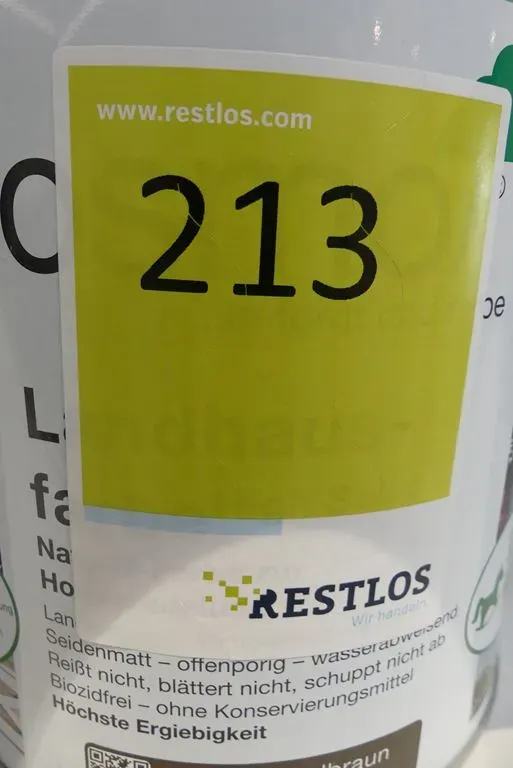 www.restlos.com
213
RESTLOS
Wir handeln.
Seidenmatt – offenporig – wasserabweisend
Reißt nicht, blättert nicht, schuppt nicht ab
Biozidfrei – ohne Konservierungsmittel
Höchste Ergiebigkeit